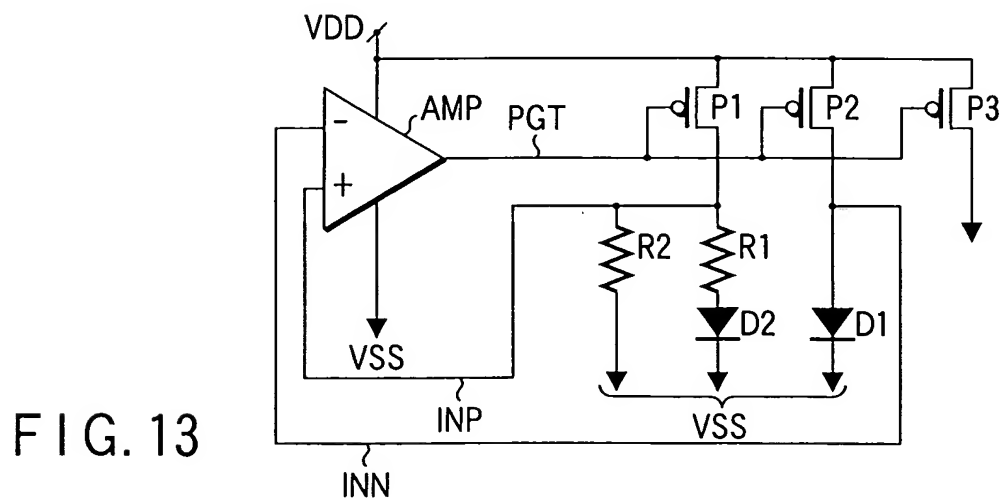 VDD
AMP
PGT
P1
P2
P3
-
+
R2
R1
D2
D1
VSS
VSS
INP
FIG. 13
INN